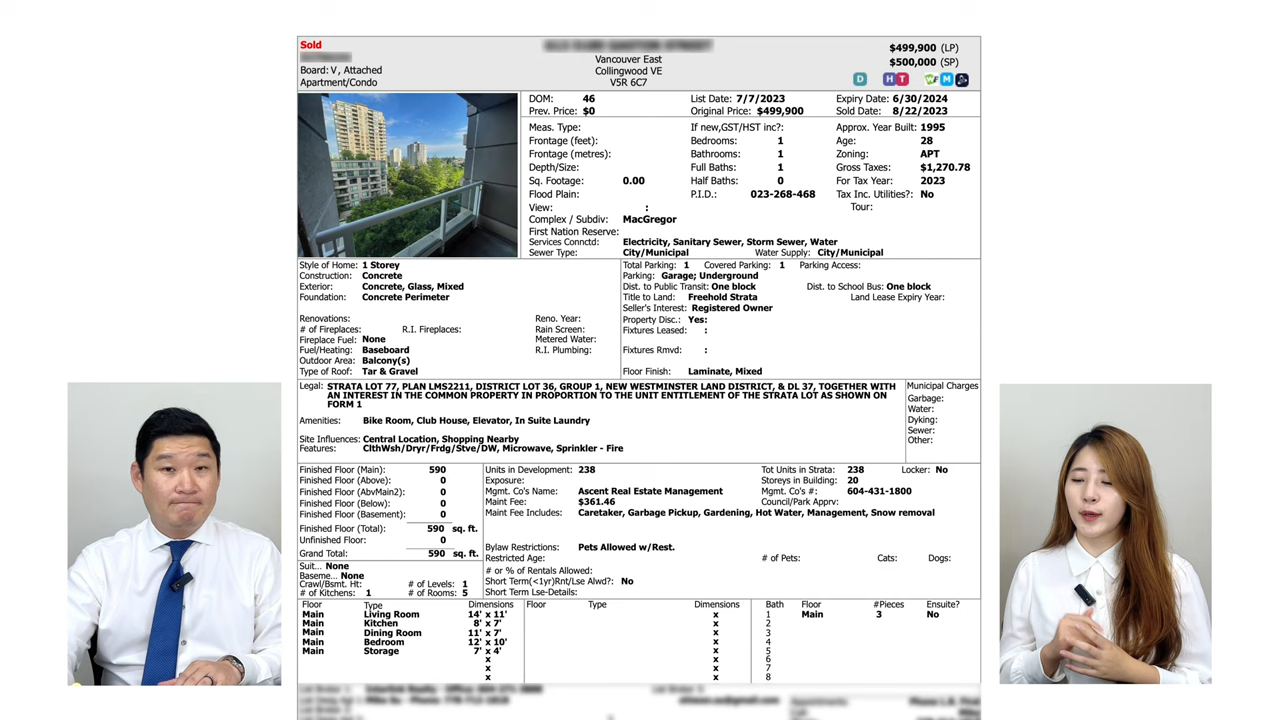 Sold
$499,900 (LP)
Vancouver East
$500,000 (SP)
Board: V, Attached
Collingwood VE
Apartment/Condo
V5R 6C7
D H T WF M
DOM: 46 List Date: 7/7/2023 Expiry Date: 6/30/2024
Prev. Price: $0 Original Price: $499,900 Sold Date: 8/22/2023
Meas. Type: If new,GST/HST inc?: Approx. Year Built: 1995
Frontage (feet): Bedrooms: 1 Age: 28
Frontage (metres): Bathrooms: 1 Zoning: APT
Depth/Size: Full Baths: 1 Gross Taxes: $1,270.78
Sq. Footage: 0.00 Half Baths: 0 For Tax Year: 2023
Flood Plain: P.I.D.: 023-268-468 Tax Inc. Utilities?: No
View: : Tour:
Complex / Subdiv: MacGregor
First Nation Reserve:
Services Connctd: Electricity, Sanitary Sewer, Storm Sewer, Water
Sewer Type: City/Municipal Water Supply: City/Municipal
Style of Home: 1 Storey Total Parking: 1 Covered Parking: 1 Parking Access:
Construction: Concrete Parking: Garage; Underground
Exterior: Concrete, Glass, Mixed Dist. to Public Transit: One block Dist. to School Bus: One block
Foundation: Concrete Perimeter Title to Land: Freehold Strata Land Lease Expiry Year:
Seller's Interest: Registered Owner
Renovations: Reno. Year: Property Disc.: Yes:
# of Fireplaces: R.I. Fireplaces: Rain Screen: Fixtures Leased: :
Fireplace Fuel: None Metered Water:
Fuel/Heating: Baseboard R.I. Plumbing: Fixtures Rmvd: :
Outdoor Area: Balcony(s)
Type of Roof: Tar & Gravel Floor Finish: Laminate, Mixed
Legal: STRATA LOT 77, PLAN LMS2211, DISTRICT LOT 36, GROUP 1, NEW WESTMINSTER LAND DISTRICT, & DL 37, TOGETHER WITH
AN INTEREST IN THE COMMON PROPERTY IN PROPORTION TO THE UNIT ENTITLEMENT OF THE STRATA LOT AS SHOWN ON
FORM 1
Municipal Charges
Garbage:
Water:
Dyking:
Sewer:
Other:
Amenities: Bike Room, Club House, Elevator, In Suite Laundry
Site Influences: Central Location, Shopping Nearby
Features: ClthWsh/Dryr/Frdg/Stve/DW, Microwave, Sprinkler - Fire
Finished Floor (Main): 590 Units in Development: 238 Tot Units in Strata: 238 Locker: No
Finished Floor (Above): 0 Exposure: Storeys in Building: 20
Finished Floor (AbvMain2): 0 Mgmt. Co's Name: Ascent Real Estate Management Mgmt. Co's #: 604-431-1800
Finished Floor (Below): 0 Maint Fee: $361.46 Council/Park Apprv:
Finished Floor (Basement): 0 Maint Fee Includes: Caretaker, Garbage Pickup, Gardening, Hot Water, Management, Snow removal
Finished Floor (Total): 590 sq. ft.
Unfinished Floor: 0
Grand Total: 590 sq. ft. Bylaw Restrictions: Pets Allowed w/Rest.
Restricted Age: # of Pets: Cats: Dogs:
Suit... None # or % of Rentals Allowed:
Baseme... None
Crawl/Bsmt. Ht: # of Levels: 1 Short Term(<1yr)Rnt/Lse Alwd?: No
# of Kitchens: 1 # of Rooms: 5 Short Term Lse-Details:
Floor Type Dimensions Floor Type Dimensions Bath Floor #Pieces Ensuite?
Main Living Room 14' x 11' x 1 Main 3 No
Main Kitchen 8' x 7' x 2
Main Dining Room 11' x 7' x 3
Main Bedroom 12' x 10' x 4
Main Storage 7' x 4' x 5
x x 6
x x 7
x x 8